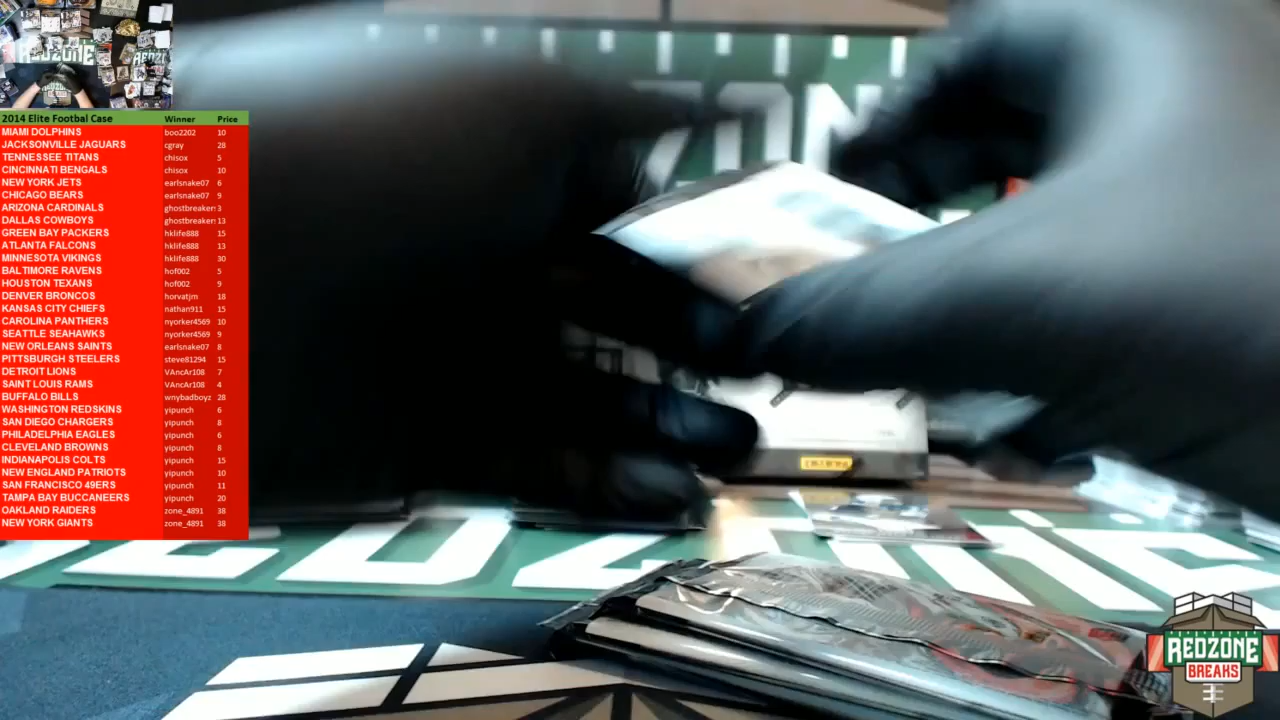 REDZONE
REDZ
2014 Elite Footbal Case Winner Price
MIAMI DOLPHINS boo2202 10
JACKSONVILLE JAGUARS cgray 28
TENNESSEE TITANS chisox 5
CINCINNATI BENGALS chisox 10
NEW YORK JETS earlsnake07 6
CHICAGO BEARS earlsnake07 9
ARIZONA CARDINALS ghostbreaker 3
DALLAS COWBOYS ghostbreaker 13
GREEN BAY PACKERS hklife888 15
ATLANTA FALCONS hklife888 13
MINNESOTA VIKINGS hklife888 30
BALTIMORE RAVENS hof002 5
HOUSTON TEXANS hof002 9
DENVER BRONCOS horvatjm 18
KANSAS CITY CHIEFS nathan911 15
CAROLINA PANTHERS nyorker4569 10
SEATTLE SEAHAWKS nyorker4569 9
NEW ORLEANS SAINTS earlsnake07 8
PITTSBURGH STEELERS steve81294 15
DETROIT LIONS VAncAr108 7
SAINT LOUIS RAMS VAncAr108 4
BUFFALO BILLS wnybadboyz 28
WASHINGTON REDSKINS yipunch 6
SAN DIEGO CHARGERS yipunch 8
PHILADELPHIA EAGLES yipunch 6
CLEVELAND BROWNS yipunch 8
INDIANAPOLIS COLTS yipunch 15
NEW ENGLAND PATRIOTS yipunch 10
SAN FRANCISCO 49ERS yipunch 11
TAMPA BAY BUCCANEERS yipunch 20
OAKLAND RAIDERS zone_4891 38
NEW YORK GIANTS zone_4891 38
ZON
REDZONE
BREAKS